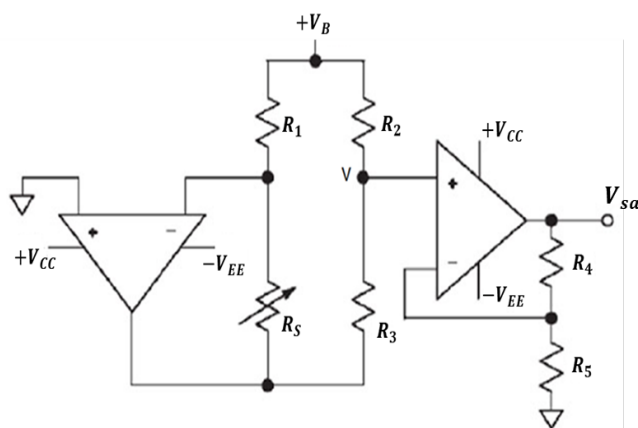 +V_B
R_1
R_2
+V_CC
V
+
V_sa
+ −
+V_CC
−V_EE
−
R_4
R_S
R_3
−V_EE
R_5